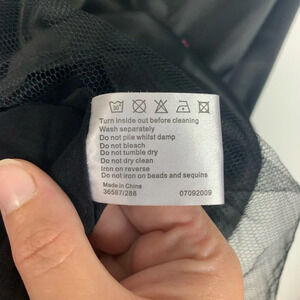 Turn inside out before cleaning
Wash separately
Do not pile whilst damp
Do not bleach
Do not tumble dry
Do not dry clean
Iron on reverse
Do not iron on beads and sequins
Made in China
36587/288 07092009